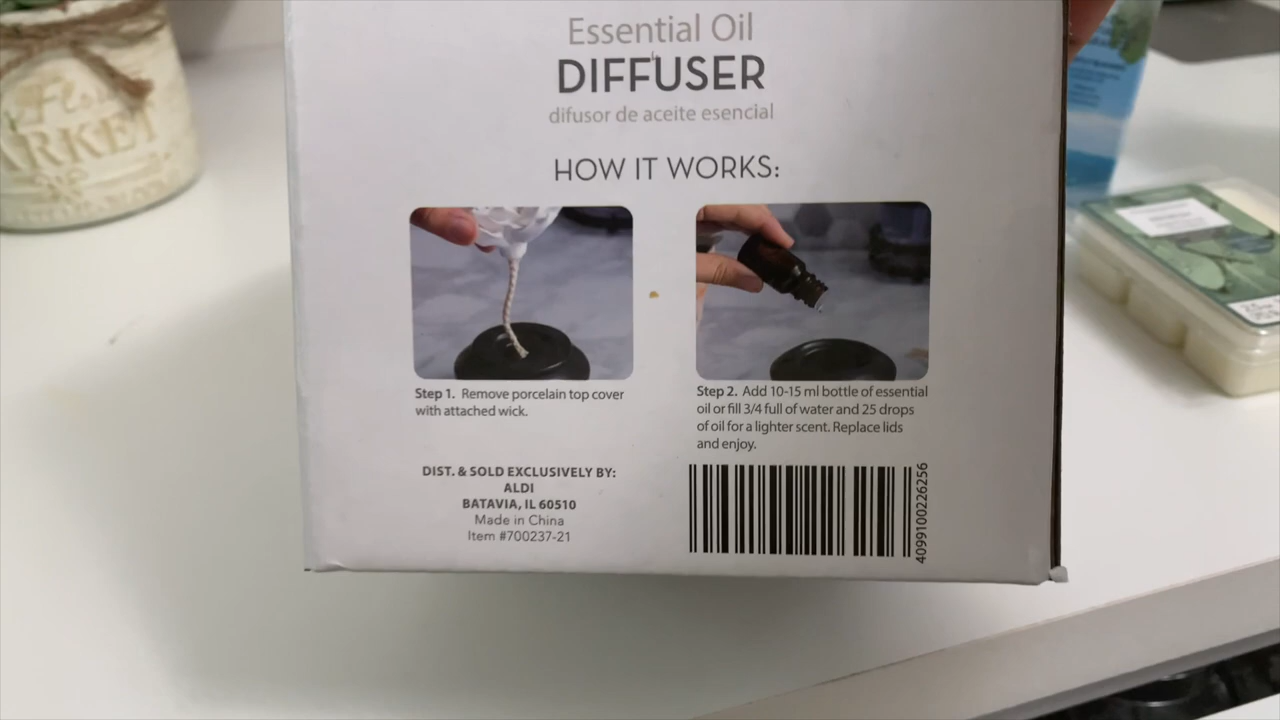 Essential Oil
DIFFUSER
difusor de aceite esencial
HOW IT WORKS:
Step 1. Remove porcelain top cover
with attached wick.
Step 2. Add 10-15 ml bottle of essential
oil or fill 3/4 full of water and 25 drops
of oil for a lighter scent. Replace lids
and enjoy.
DIST. & SOLD EXCLUSIVELY BY:
ALDI
BATAVIA, IL 60510
Made in China
Item #700237-21
4099100226256